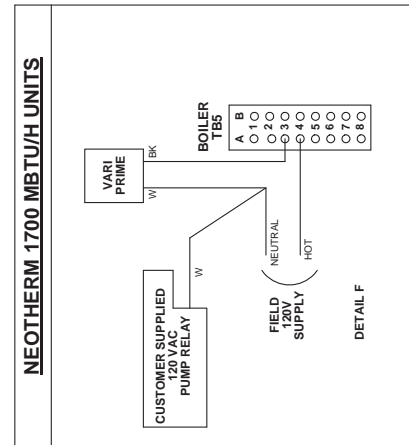 NEOTHERM 1700 MBTU/H UNITS
VARI
PRIME
W
BK
BOILER
TB5
A B
1
2
3
4
5
6
7
8
CUSTOMER SUPPLIED
120 VAC
PUMP RELAY
W
NEUTRAL
HOT
FIELD
120V
SUPPLY
DETAIL F